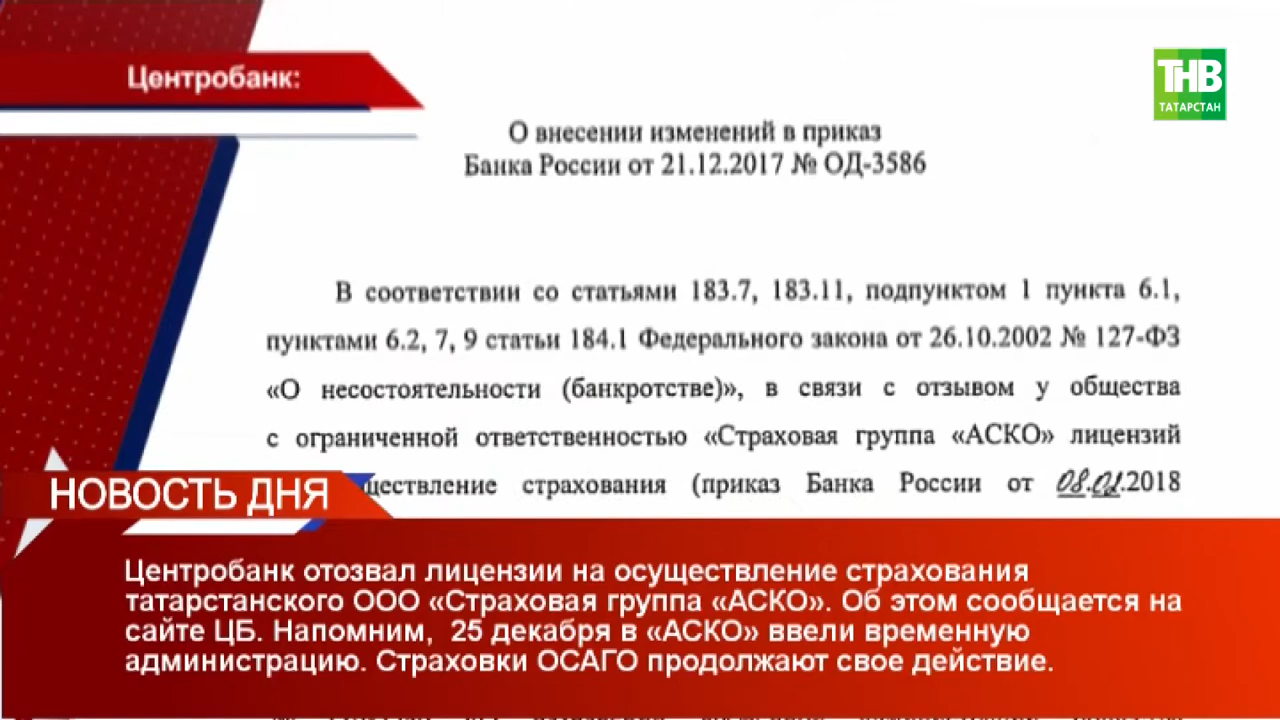 Центробанк:
ТНВ
ТАТАРСТАН
О внесении изменений в приказ
Банка России от 21.12.2017 № ОД-3586
В соответствии со статьями 183.7, 183.11, подпунктом 1 пункта 6.1,
пунктами 6.2, 7, 9 статьи 184.1 Федерального закона от 26.10.2002 № 127-ФЗ
«О несостоятельности (банкротстве)», в связи с отзывом у общества
с ограниченной ответственностью «Страховая группа «АСКО» лицензий
ществление страхования (приказ Банка России от 08.02.2018
НОВОСТЬ ДНЯ
Центробанк отозвал лицензии на осуществление страхования
татарстанского ООО «Страховая группа «АСКО». Об этом сообщается на
сайте ЦБ. Напомним, 25 декабря в «АСКО» ввели временную
администрацию. Страховки ОСАГО продолжают свое действие.